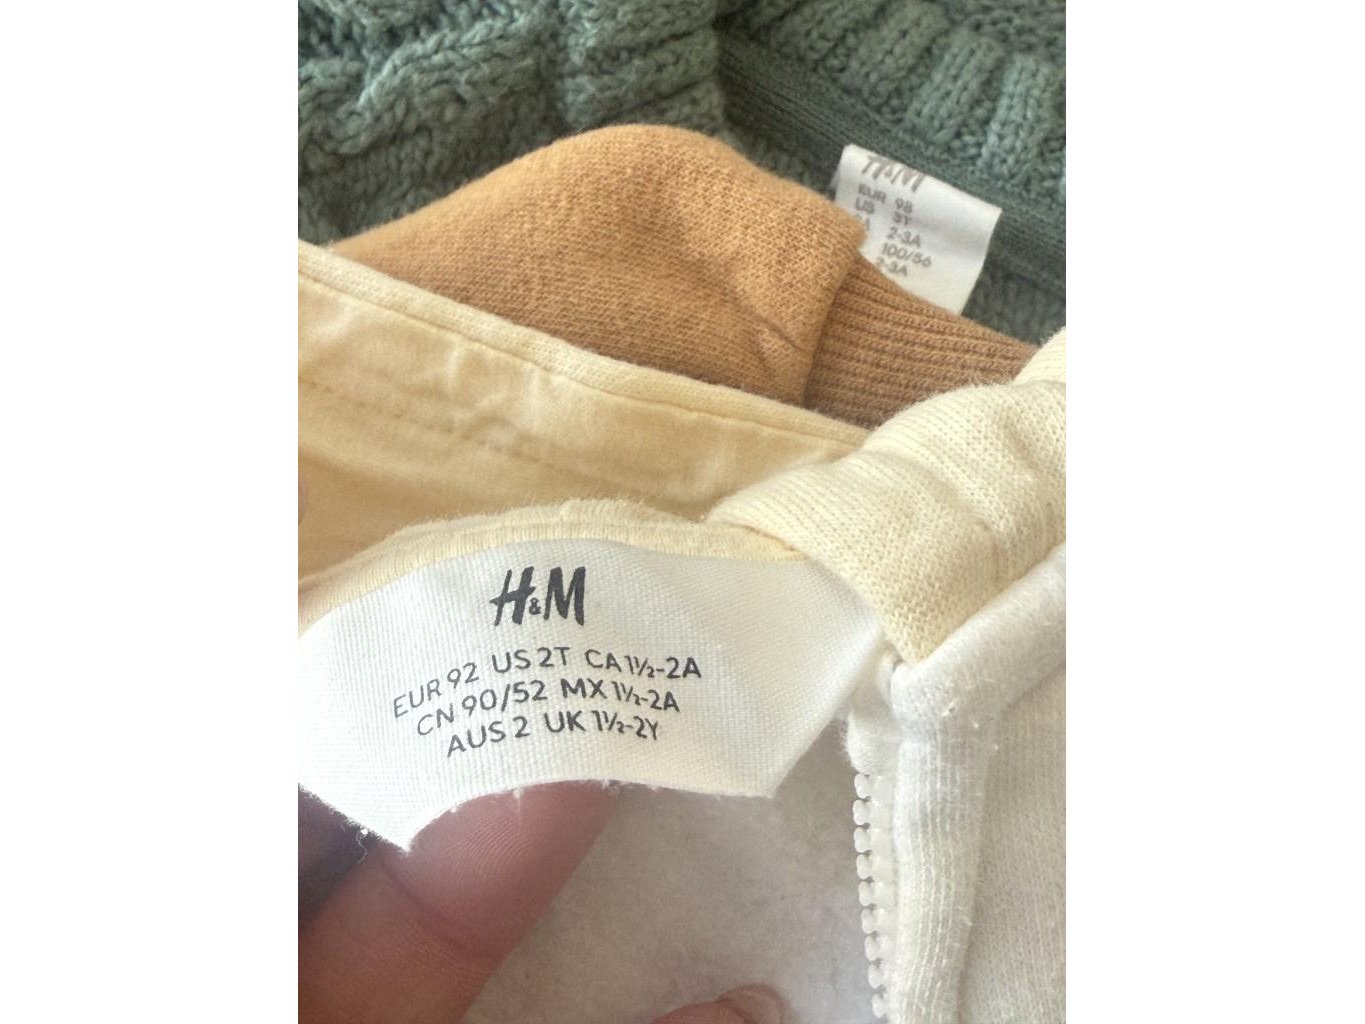 H&M
EUR 98
US 3T
2-3A
100/56
2-3A
H&M
EUR 92 US 2T CA 1½-2A
CN 90/52 MX 1½-2A
AUS 2 UK 1½-2Y